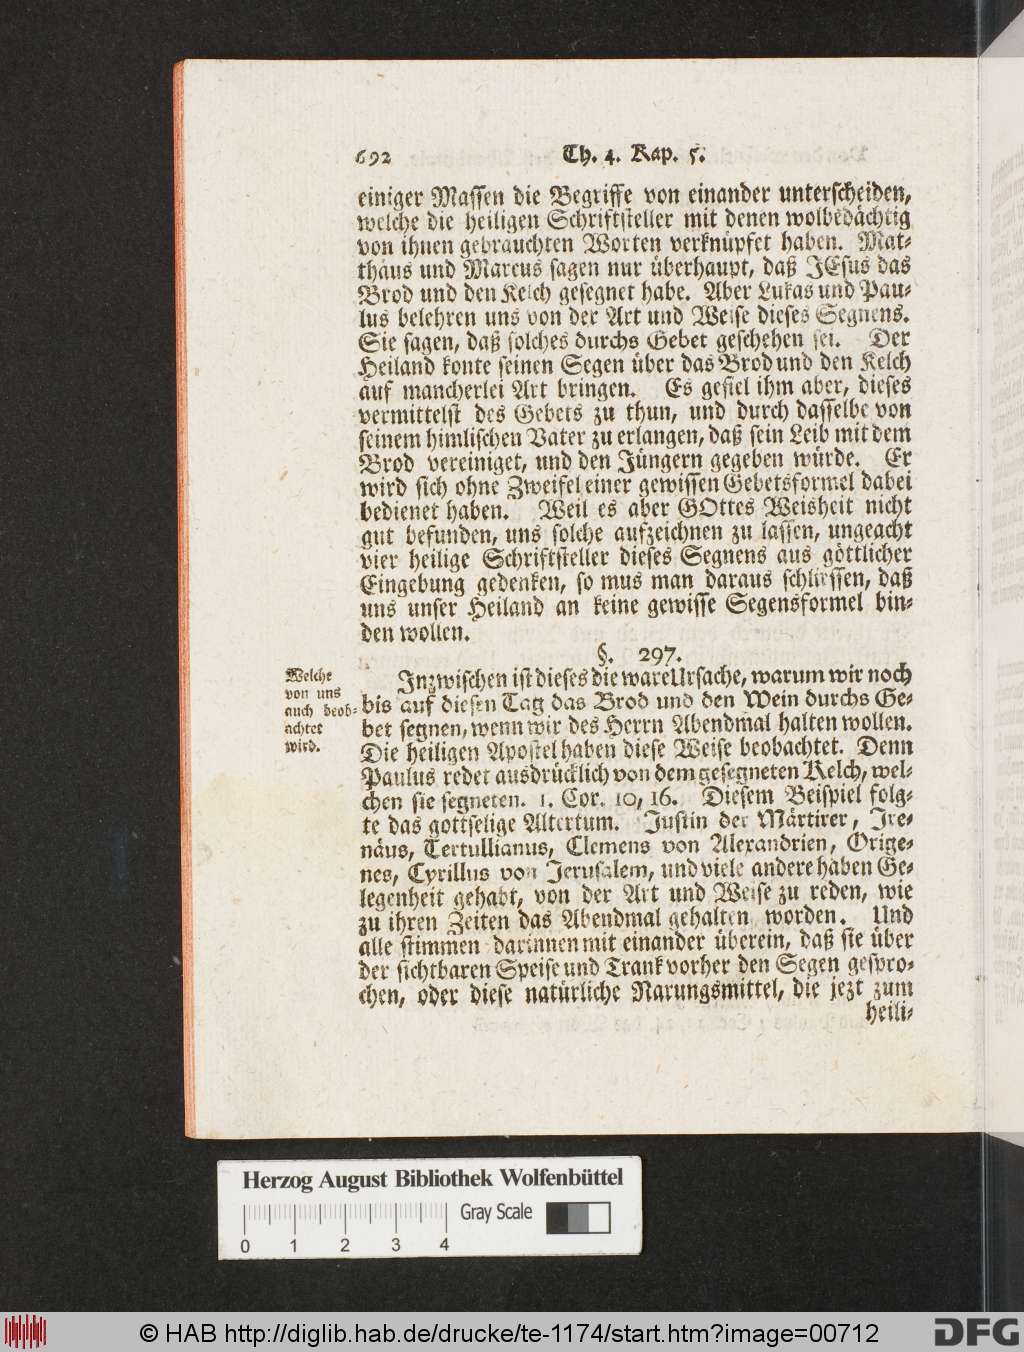 692 Th. 4. Kap. 5.
einiger Massen die Begriffe von einander unterscheiden,
welche die heiligen Schriftsteller mit denen wolbedächtig
von ihnen gebrauchten Worten verknüpfet haben. Mat-
thäus und Marcus sagen nur überhaupt, daß JEsus das
Brod und den Kelch gesegnet habe. Aber Lukas und Pau-
lus belehren uns von der Art und Weise dieses Segnens.
Sie sagen, daß solches durchs Gebet geschehen sei. Der
Heiland konte seinen Segen über das Brod und den Kelch
auf mancherlei Art bringen. Es gefiel ihm aber, dieses
vermittelst des Gebets zu thun, und durch dasselbe von
seinem himlischen Vater zu erlangen, daß sein Leib mit dem
Brod vereiniget, und den Jüngern gegeben würde. Er
wird sich ohne Zweifel einer gewissen Gebetsformel dabei
bedienet haben. Weil es aber GOttes Weisheit nicht
gut befunden, uns solche aufzeichnen zu lassen, ungeacht
vier heilige Schriftsteller dieses Segnens aus göttlicher
Eingebung gedenken, so mus man daraus schliessen, daß
uns unser Heiland an keine gewisse Segensformel bin-
den wollen.
§. 297.
Welche
von uns
auch beob-
achtet
wird.
Inzwischen ist dieses die ware Ursache, warum wir noch
bis auf diesen Tag das Brod und den Wein durchs Ge-
bet segnen, wenn wir des Herrn Abendmal halten wollen.
Die heiligen Apostel haben diese Weise beobachtet. Denn
Paulus redet ausdrücklich von dem gesegneten Kelch, wel-
chen sie segneten. 1. Cor. 10, 16. Diesem Beispiel folg-
te das gottselige Altertum. Justin der Märtirer, Ire-
näus, Tertullianus, Clemens von Alexandrien, Orige-
nes, Cyrillus von Jerusalem, und viele andere haben Ge-
legenheit gehabt, von der Art und Weise zu reden, wie
zu ihren Zeiten das Abendmal gehalten worden. Und
alle stimmen darinnen mit einander überein, daß sie über
der sichtbaren Speise und Trank vorher den Segen gespro-
chen, oder diese natürliche Narungsmittel, die jezt zum
heili-
Herzog August Bibliothek Wolfenbüttel
Gray Scale
0 1 2 3 4
© HAB http://diglib.hab.de/drucke/te-1174/start.htm?image=00712
DFG